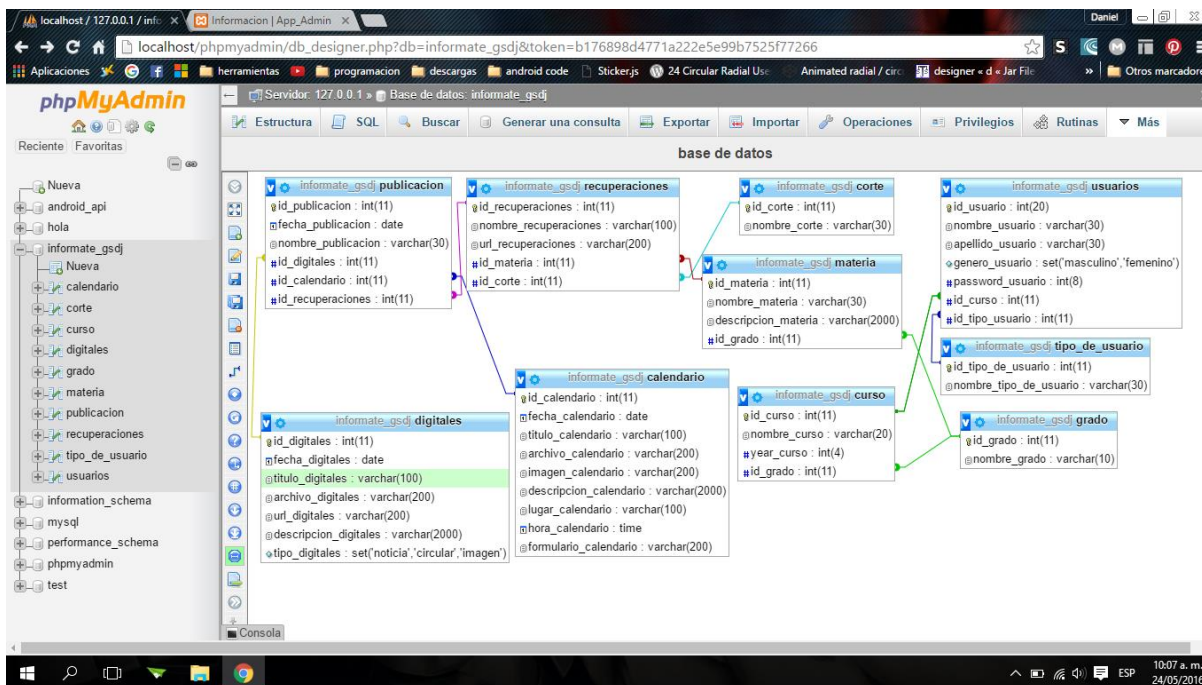 localhost / 127.0.0.1 / info
Informacion | App_Admin
Daniel
localhost/phpmyadmin/db_designer.php?db=informate_gsdj&token=b176898d4771a222e5e99b7525f77266
Aplicaciones
herramientas
programacion
descargas
android code
Sticker.js
24 Circular Radial Use
Animated radial / circ
designer « d « Jar File
»
Otros marcadores
phpMyAdmin
Reciente Favoritas
Nueva
android_api
hola
informate_gsdj
Nueva
calendario
corte
curso
digitales
grado
materia
publicacion
recuperaciones
tipo_de_usuario
usuarios
information_schema
mysql
performance_schema
phpmyadmin
test
Servidor: 127.0.0.1 » Base de datos: informate_gsdj
Estructura SQL Buscar Generar una consulta Exportar Importar Operaciones Privilegios Rutinas Más
base de datos
informate_gsdj publicacion
id_publicacion : int(11)
fecha_publicacion : date
nombre_publicacion : varchar(30)
id_digitales : int(11)
id_calendario : int(11)
id_recuperaciones : int(11)
informate_gsdj recuperaciones
id_recuperaciones : int(11)
nombre_recuperaciones : varchar(100)
url_recuperaciones : varchar(200)
id_materia : int(11)
id_corte : int(11)
informate_gsdj corte
id_corte : int(11)
nombre_corte : varchar(30)
informate_gsdj usuarios
id_usuario : int(20)
nombre_usuario : varchar(30)
apellido_usuario : varchar(30)
genero_usuario : set('masculino','femenino')
password_usuario : int(8)
id_curso : int(11)
id_tipo_usuario : int(11)
informate_gsdj materia
id_materia : int(11)
nombre_materia : varchar(30)
descripcion_materia : varchar(2000)
id_grado : int(11)
informate_gsdj tipo_de_usuario
id_tipo_de_usuario : int(11)
nombre_tipo_de_usuario : varchar(30)
informate_gsdj calendario
id_calendario : int(11)
fecha_calendario : date
titulo_calendario : varchar(100)
archivo_calendario : varchar(200)
imagen_calendario : varchar(200)
descripcion_calendario : varchar(2000)
lugar_calendario : varchar(100)
hora_calendario : time
formulario_calendario : varchar(200)
informate_gsdj curso
id_curso : int(11)
nombre_curso : varchar(20)
year_curso : int(4)
id_grado : int(11)
informate_gsdj grado
id_grado : int(11)
nombre_grado : varchar(10)
informate_gsdj digitales
id_digitales : int(11)
fecha_digitales : date
titulo_digitales : varchar(100)
archivo_digitales : varchar(200)
url_digitales : varchar(200)
descripcion_digitales : varchar(2000)
tipo_digitales : set('noticia','circular','imagen')
Consola
ESP
10:07 a. m.
24/05/2016